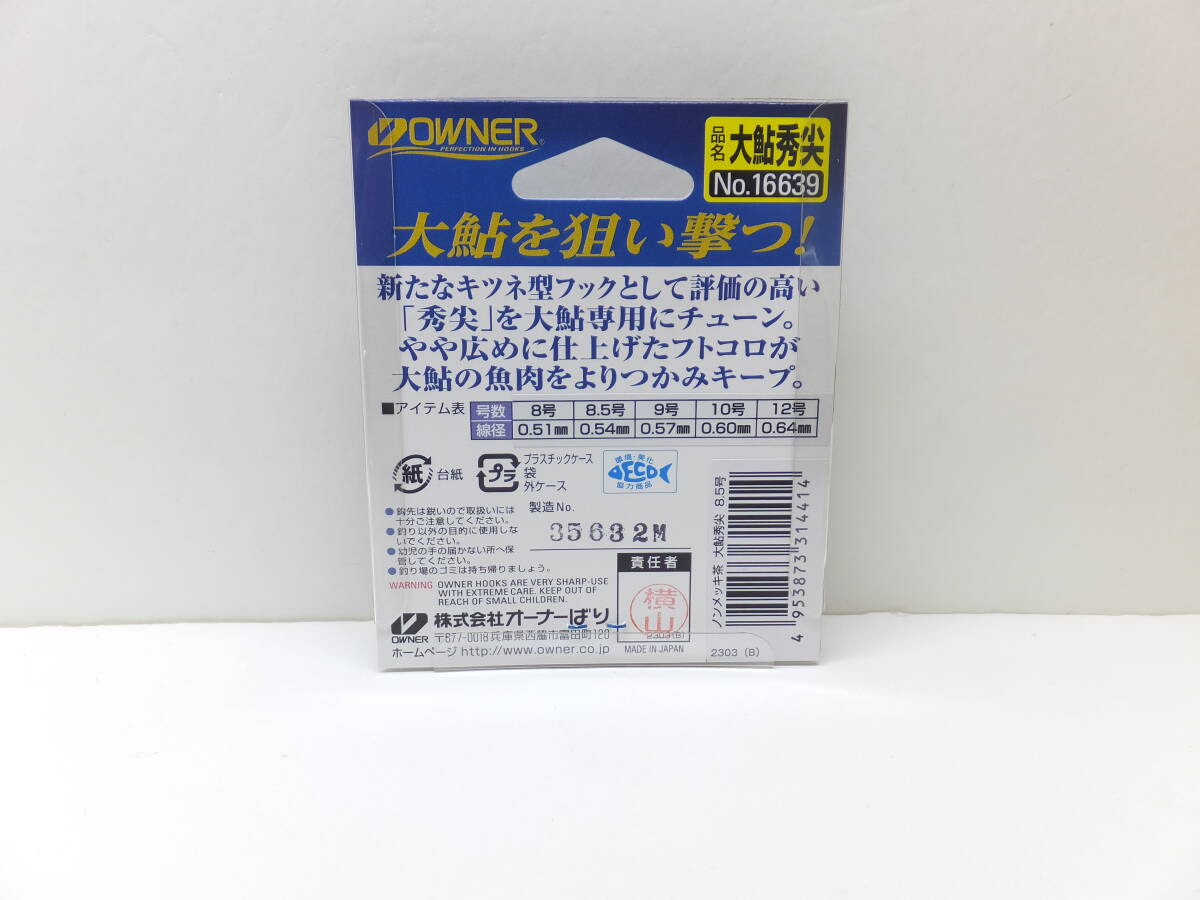 OWNER
PERFECTION IN HOOKS
品名 大鮎秀尖
No.16639
大鮎を狙い撃つ!
新たなキツネ型フックとして評価の高い
「秀尖」を大鮎専用にチューン。
やや広めに仕上げたフトコロが
大鮎の魚肉をよりつかみキープ。
■アイテム表
号数 8号 8.5号 9号 10号 12号
線径 0.51㎜ 0.54㎜ 0.57㎜ 0.60㎜ 0.64㎜
紙 台紙
プラ プラスチックケース
袋
外ケース
環境・美化
ECO
協力商品
●鈎先は鋭いので取扱いには
十分ご注意してください。
●釣り以外の目的に使用しな
いでください。
●幼児の手の届かない所へ保
管してください。
●釣り場のゴミは持ち帰りましょう。
製造No.
35632M
WARNING OWNER HOOKS ARE VERY SHARP-USE
WITH EXTREME CARE. KEEP OUT OF
REACH OF SMALL CHILDREN.
責任者
横山
2303(B)
MADE IN JAPAN
OWNER
株式会社オーナーばり
〒677-0018 兵庫県西脇市富田町120
ホームページ http://www.owner.co.jp
ノンメッキ茶 大鮎秀尖 8.5号
4 953873 314414
2303 (B)